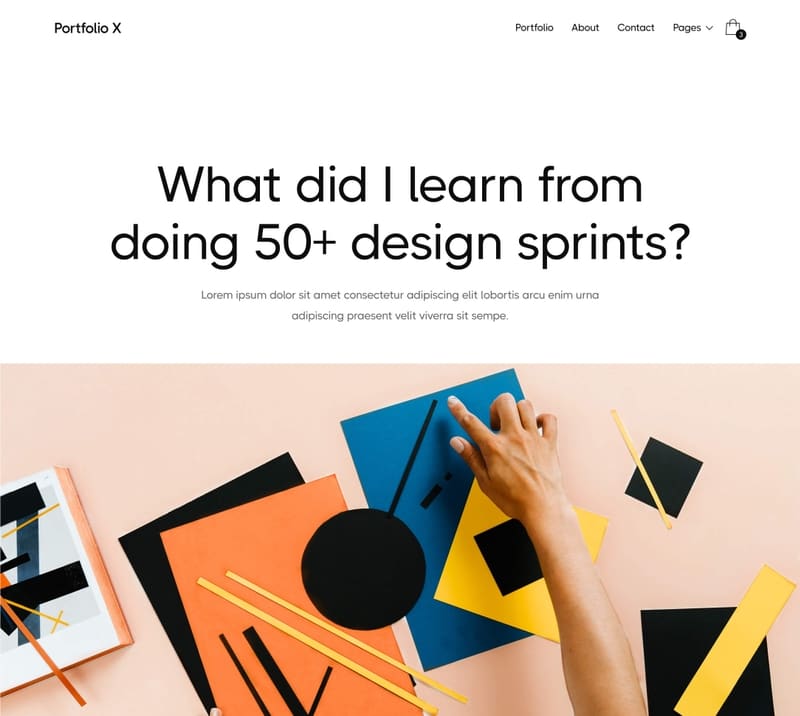 Portfolio X
Portfolio About Contact Pages
3
What did I learn from
doing 50+ design sprints?
Lorem ipsum dolor sit amet consectetur adipiscing elit lobortis arcu enim urna
adipiscing praesent velit viverra sit sempe.